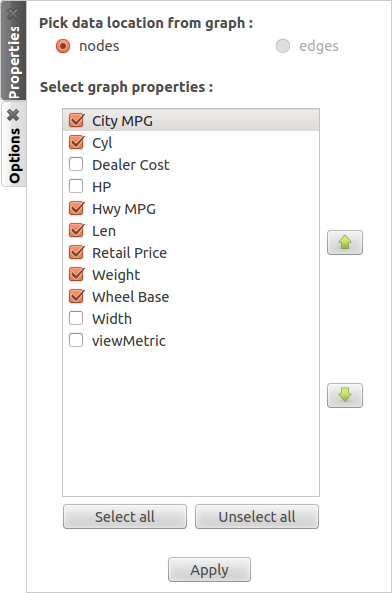 Properties
Options
Pick data location from graph :
nodes
edges
Select graph properties :
City MPG
Cyl
Dealer Cost
HP
Hwy MPG
Len
Retail Price
Weight
Wheel Base
Width
viewMetric
Select all
Unselect all
Apply